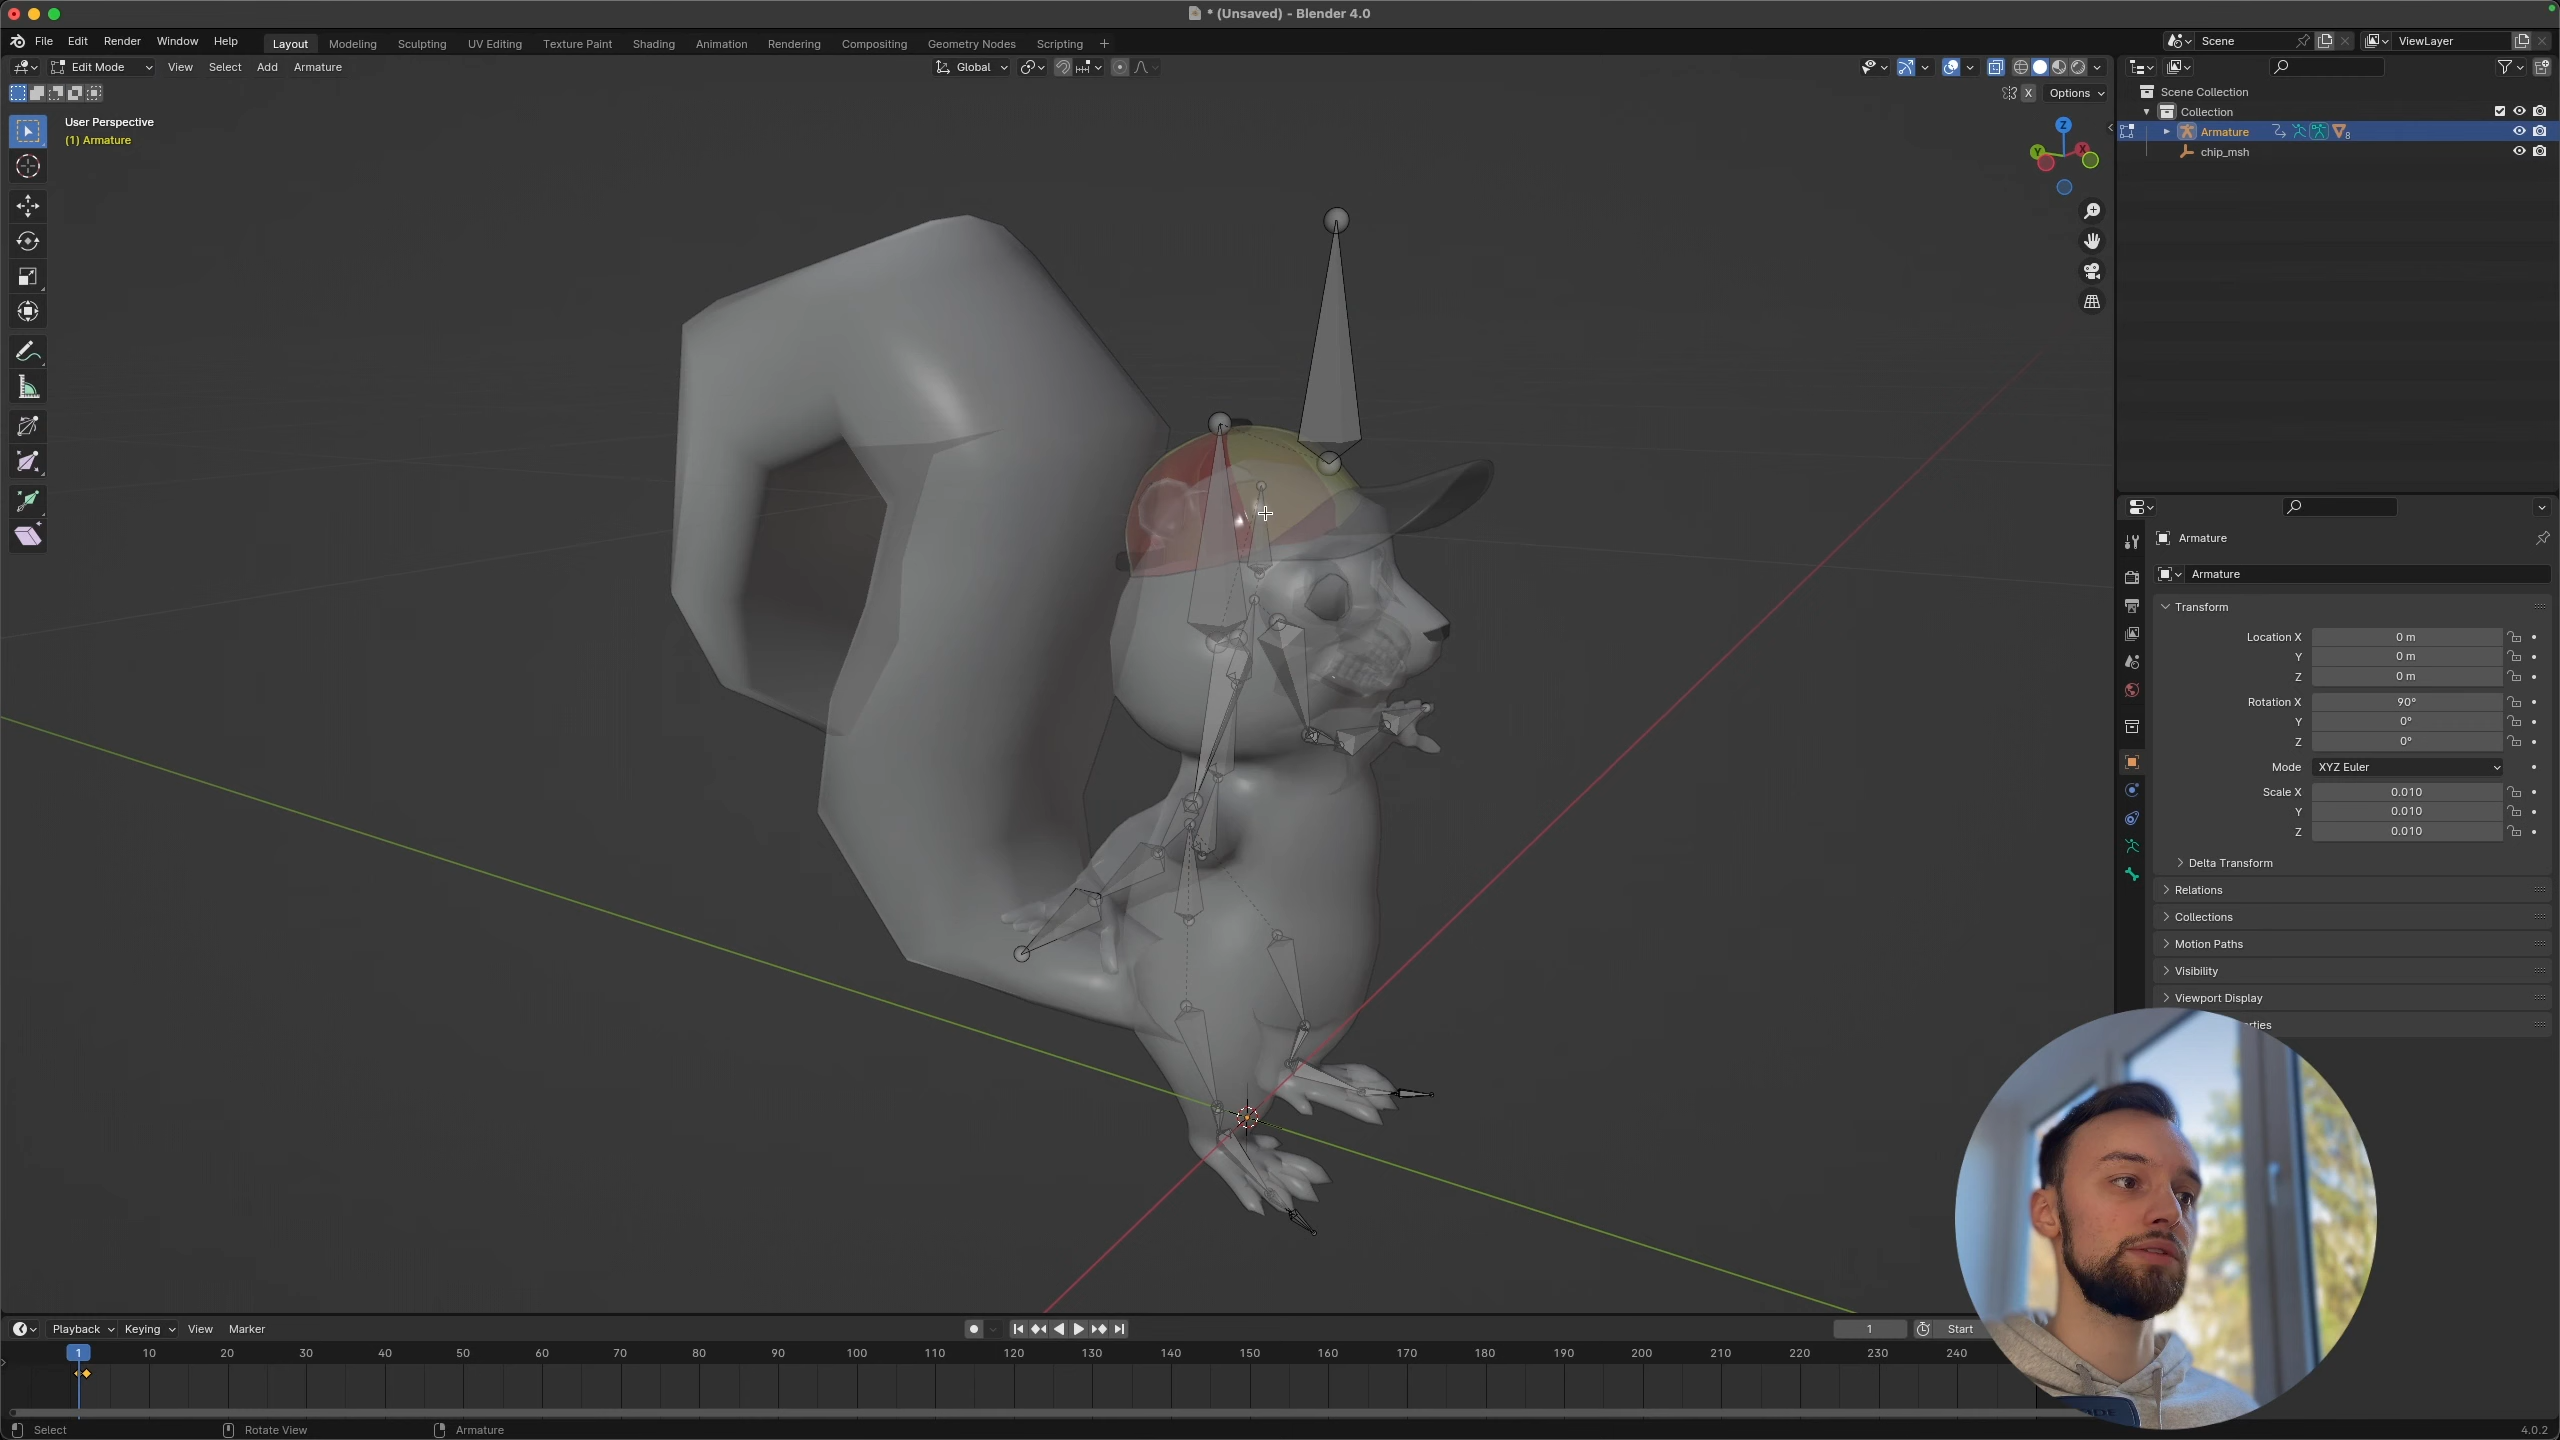 * (Unsaved) - Blender 4.0
File Edit Render Window Help Layout Modeling Sculpting UV Editing Texture Paint Shading Animation Rendering Compositing Geometry Nodes Scripting + Scene ViewLayer
Edit Mode View Select Add Armature Global
X Options
User Perspective
(1) Armature
Z
Y X
Scene Collection
Collection
Armature 8
chip_msh
Armature
Armature
Transform
Location X 0 m
Y 0 m
Z 0 m
Rotation X 90°
Y 0°
Z 0°
Mode XYZ Euler
Scale X 0.010
Y 0.010
Z 0.010
Delta Transform
Relations
Collections
Motion Paths
Visibility
Viewport Display
Playback Keying View Marker 1 Start
1 10 20 30 40 50 60 70 80 90 100 110 120 130 140 150 160 170 180 190 200 210 220 230 240
Select Rotate View Armature 4.0.2